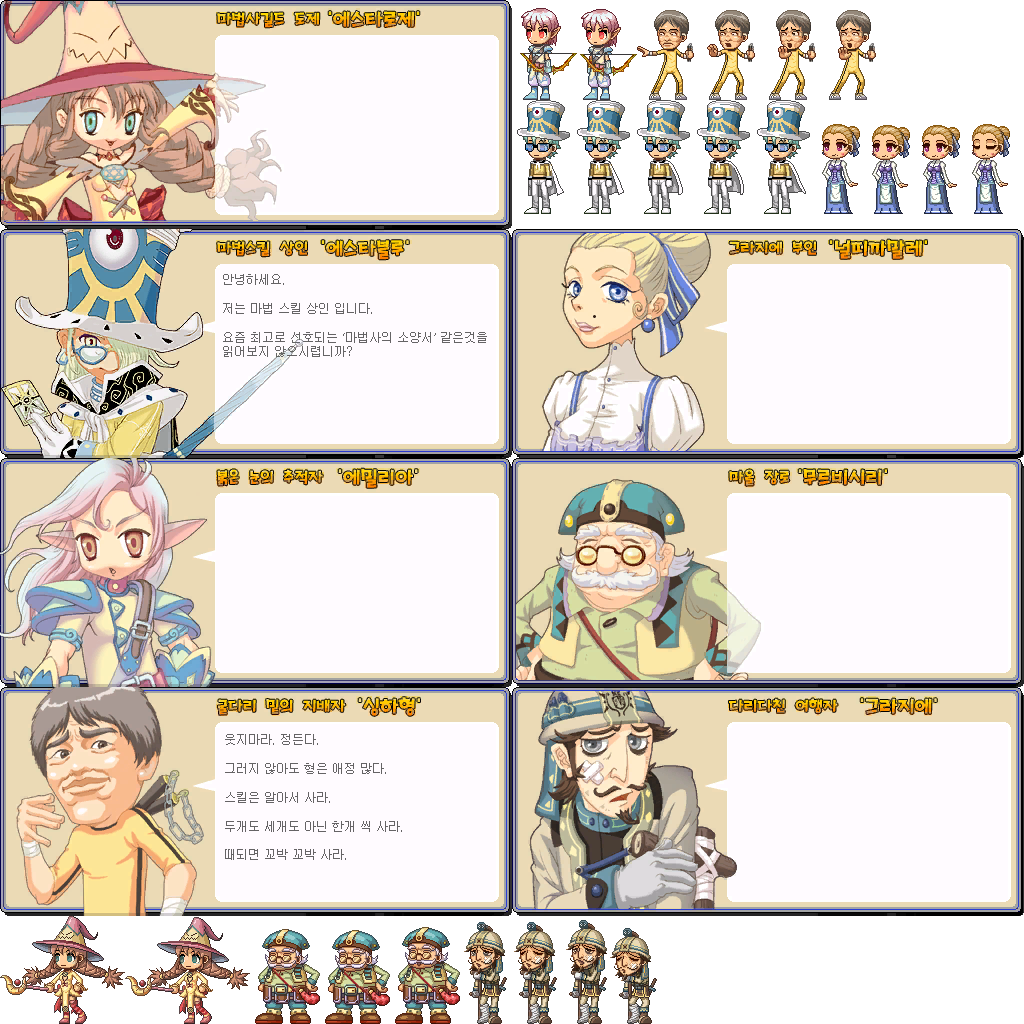 마법사길드 도제 '에스타로제'
마법스킬 상인 '에스타블루'
안녕하세요.
저는 마법 스킬 상인 입니다.
요즘 최고로 선호되는 '마법사의 소양서' 같은것을
읽어보지 않으시렵니까?
그라지에 부인 '널띠까말레'
붉은 눈의 추적자 '에밀리아'
마을 장로 '무르비시리'
굴다리 밑의 지배자 '싱하형'
웃지마라, 정든다.
그러지 않아도 형은 애정 많다.
스킬은 알아서 사라.
두개도 세개도 아닌 한개 씩 사라.
때되면 꼬박 꼬박 사라.
다리다친 여행자 '그라지에'